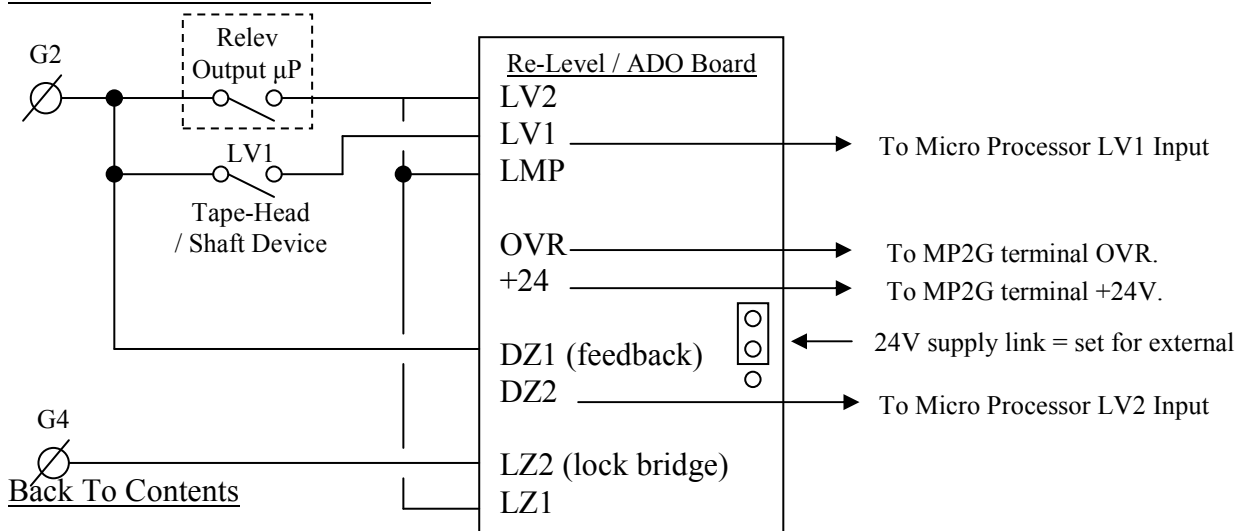 G2
Relev
Output μP
LV1
Tape-Head
/ Shaft Device
Re-Level / ADO Board
LV2
LV1
LMP
OVR
+24
DZ1 (feedback)
DZ2
LZ2 (lock bridge)
LZ1
To Micro Processor LV1 Input
To MP2G terminal OVR.
To MP2G terminal +24V.
24V supply link = set for external
To Micro Processor LV2 Input
G4
Back To Contents